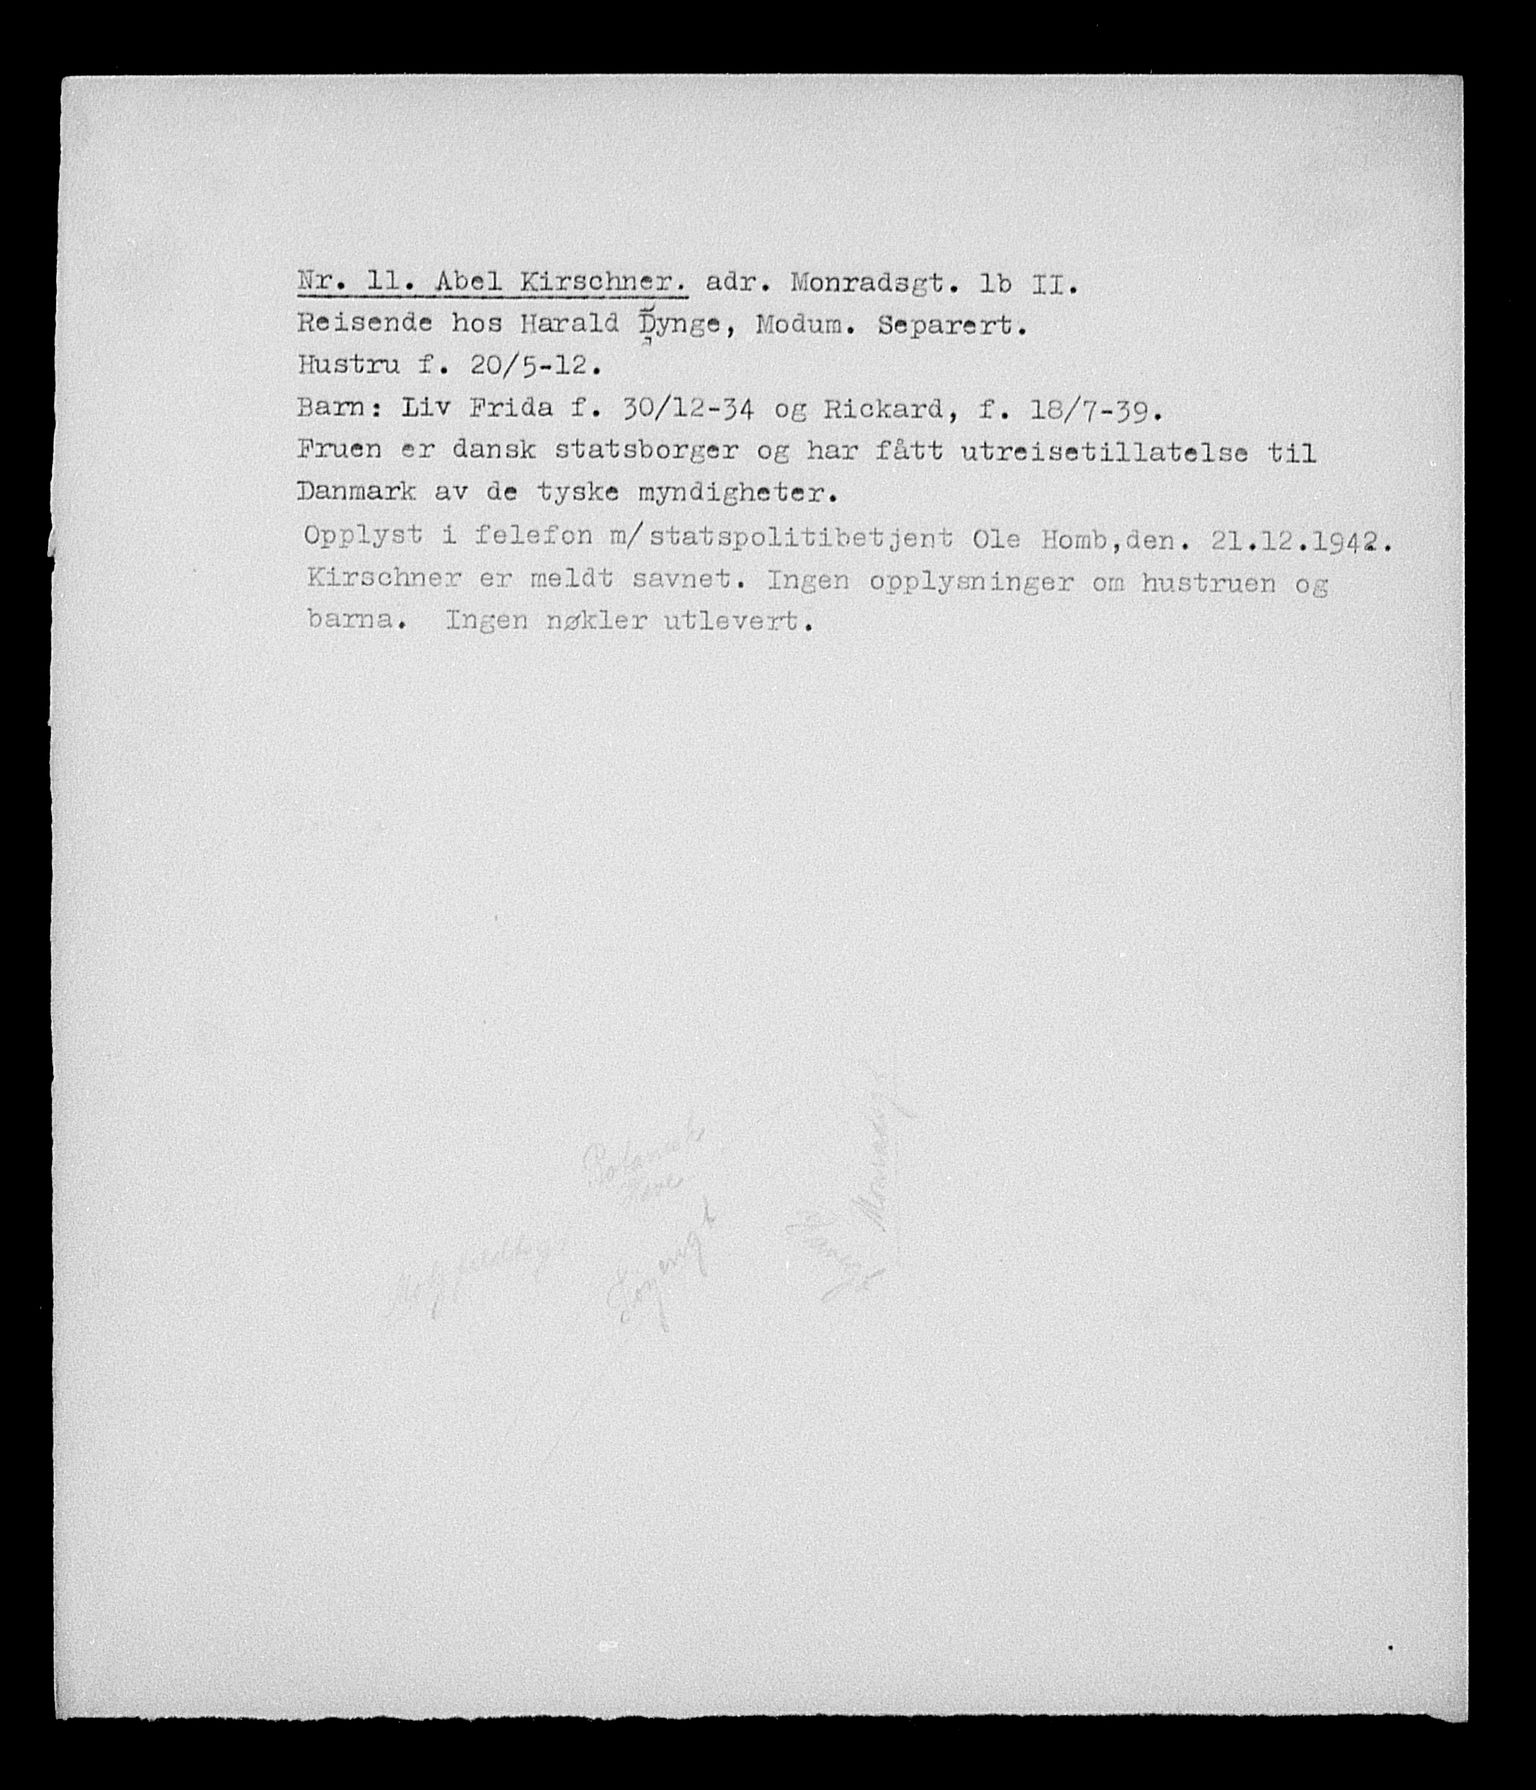 Nr. 11. Abel Kirschner. adr. Monradsgt. 1b II.
Reisende hos Harald Dynge, Modum. Separert.
Hustru f. 20/5-12.
Barn: Liv Frida f. 30/12-34 og Rickard, f. 18/7-39.
Fruen er dansk statsborger og har fått utreisetillatelse til
Danmark av de tyske myndigheter.
Opplyst i felefon m/statspolitibetjent Ole Homb,den. 21.12.1942.
Kirschner er meldt savnet. Ingen opplysninger om hustruen og
barna. Ingen nøkler utlevert.
Botanisk
Have